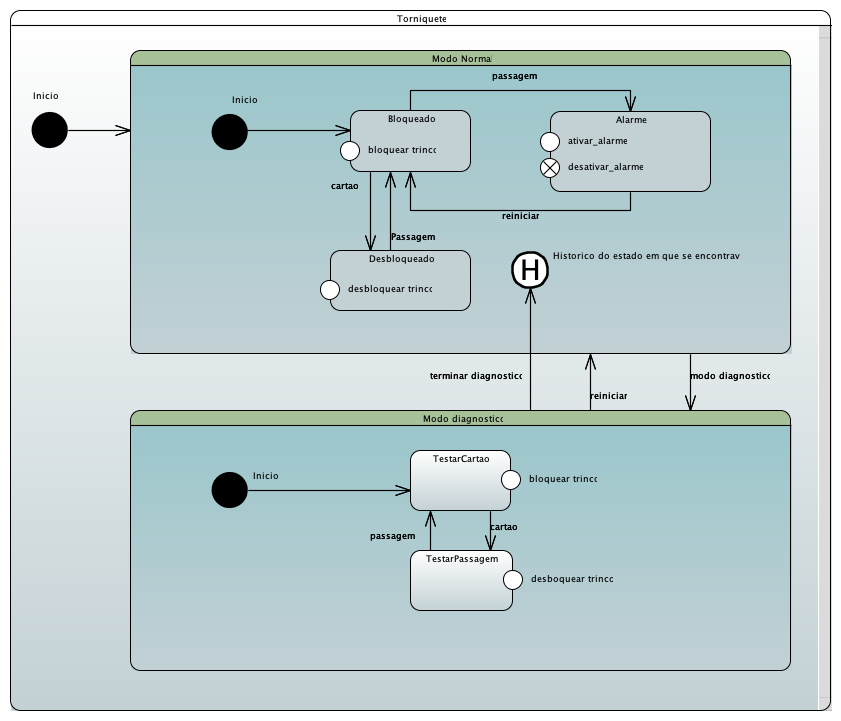 Torniquete
Modo Normal
Inicio
Inicio
passagem
Bloqueado
bloquear trinco
Alarme
ativar_alarme
desativar_alarme
cartao
reiniciar
Passagem
Desbloqueado
desbloquear trinco
H
Historico do estado em que se encontrav
terminar diagnostico
modo diagnostico
reiniciar
Modo diagnostico
Inicio
TestarCartao
bloquear trinco
passagem
cartao
TestarPassagem
desboquear trinco